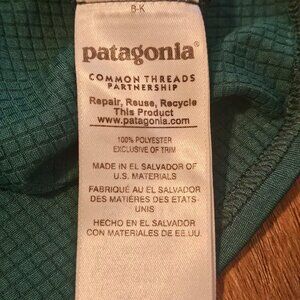 8-K
patagonia®
COMMON THREADS
PARTNERSHIP
Repair, Reuse, Recycle
This Product
www.patagonia.com
100% POLYESTER
EXCLUSIVE OF TRIM
MADE IN EL SALVADOR OF
U.S. MATERIALS
FABRIQUÉ AU EL SALVADOR
DES MATIÈRES DES ETATS-
UNIS
HECHO EN EL SALVADOR
CON MATERIALES DE EE.UU.